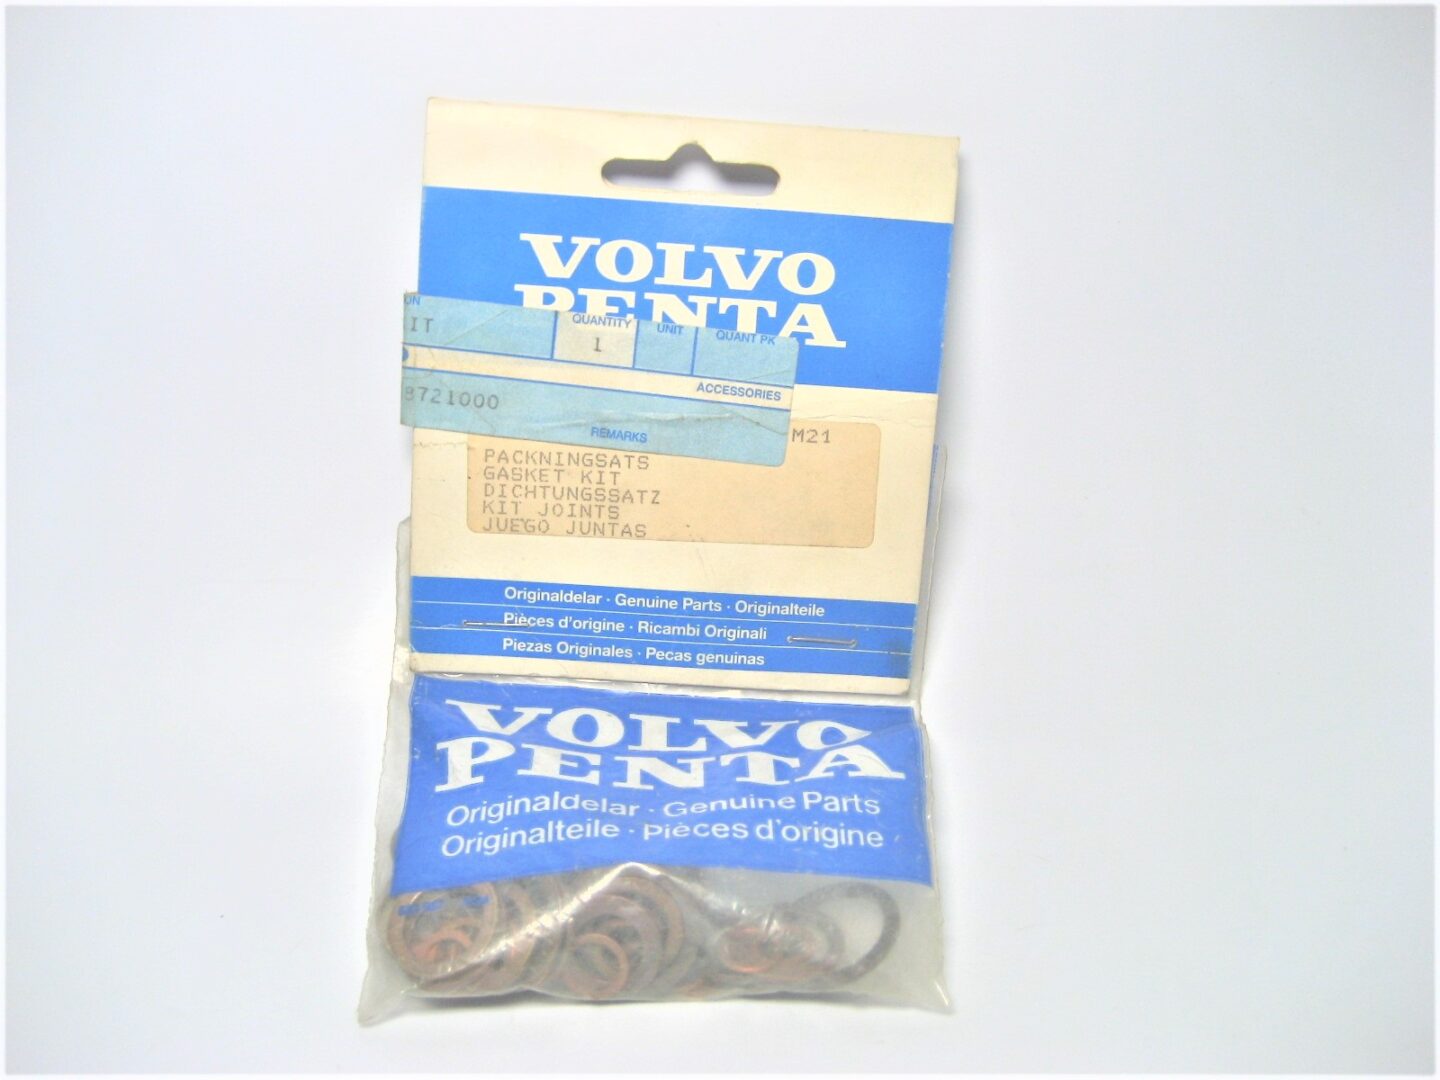 VOLVO
PENTA
QUANTITY UNIT QUANT PK
1
ACCESSORIES
8721000
REMARKS
M21
PACKNINGSATS
GASKET KIT
DICHTUNGSSATZ
KIT JOINTS
JUEGO JUNTAS
Originaldelar · Genuine Parts · Originalteile
Pièces d'origine · Ricambi Originali
Piezas Originales · Pecas genuinas
VOLVO
PENTA
Originaldelar · Genuine Parts
Originalteile · Pièces d'origine